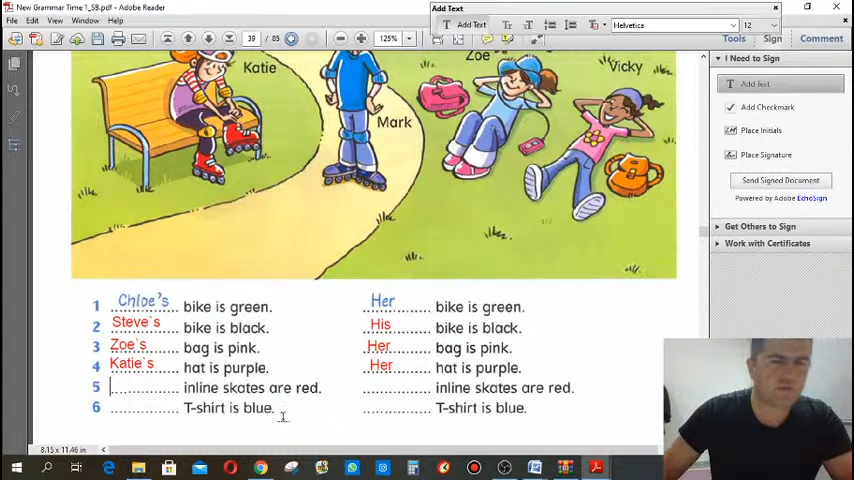 New Grammar Time 1_SB.pdf - Adobe Reader
File Edit View Window Help
39 / 85
125%
Tools Sign Comment
Add Text
Add Text
Helvetica
12
I Need to Sign
Add Text
Add Checkmark
Place Initials
Place Signature
Send Signed Document
Powered by Adobe EchoSign
Get Others to Sign
Work with Certificates
Katie
Mark
Zoe
Vicky
1 Chloe's bike is green. Her bike is green.
2 Steve`s bike is black. His bike is black.
3 Zoe`s bag is pink. Her bag is pink.
4 Katie`s hat is purple. Her hat is purple.
5 ............... inline skates are red. ............... inline skates are red.
6 ............... T-shirt is blue. ............... T-shirt is blue.
8.15 x 11.46 in